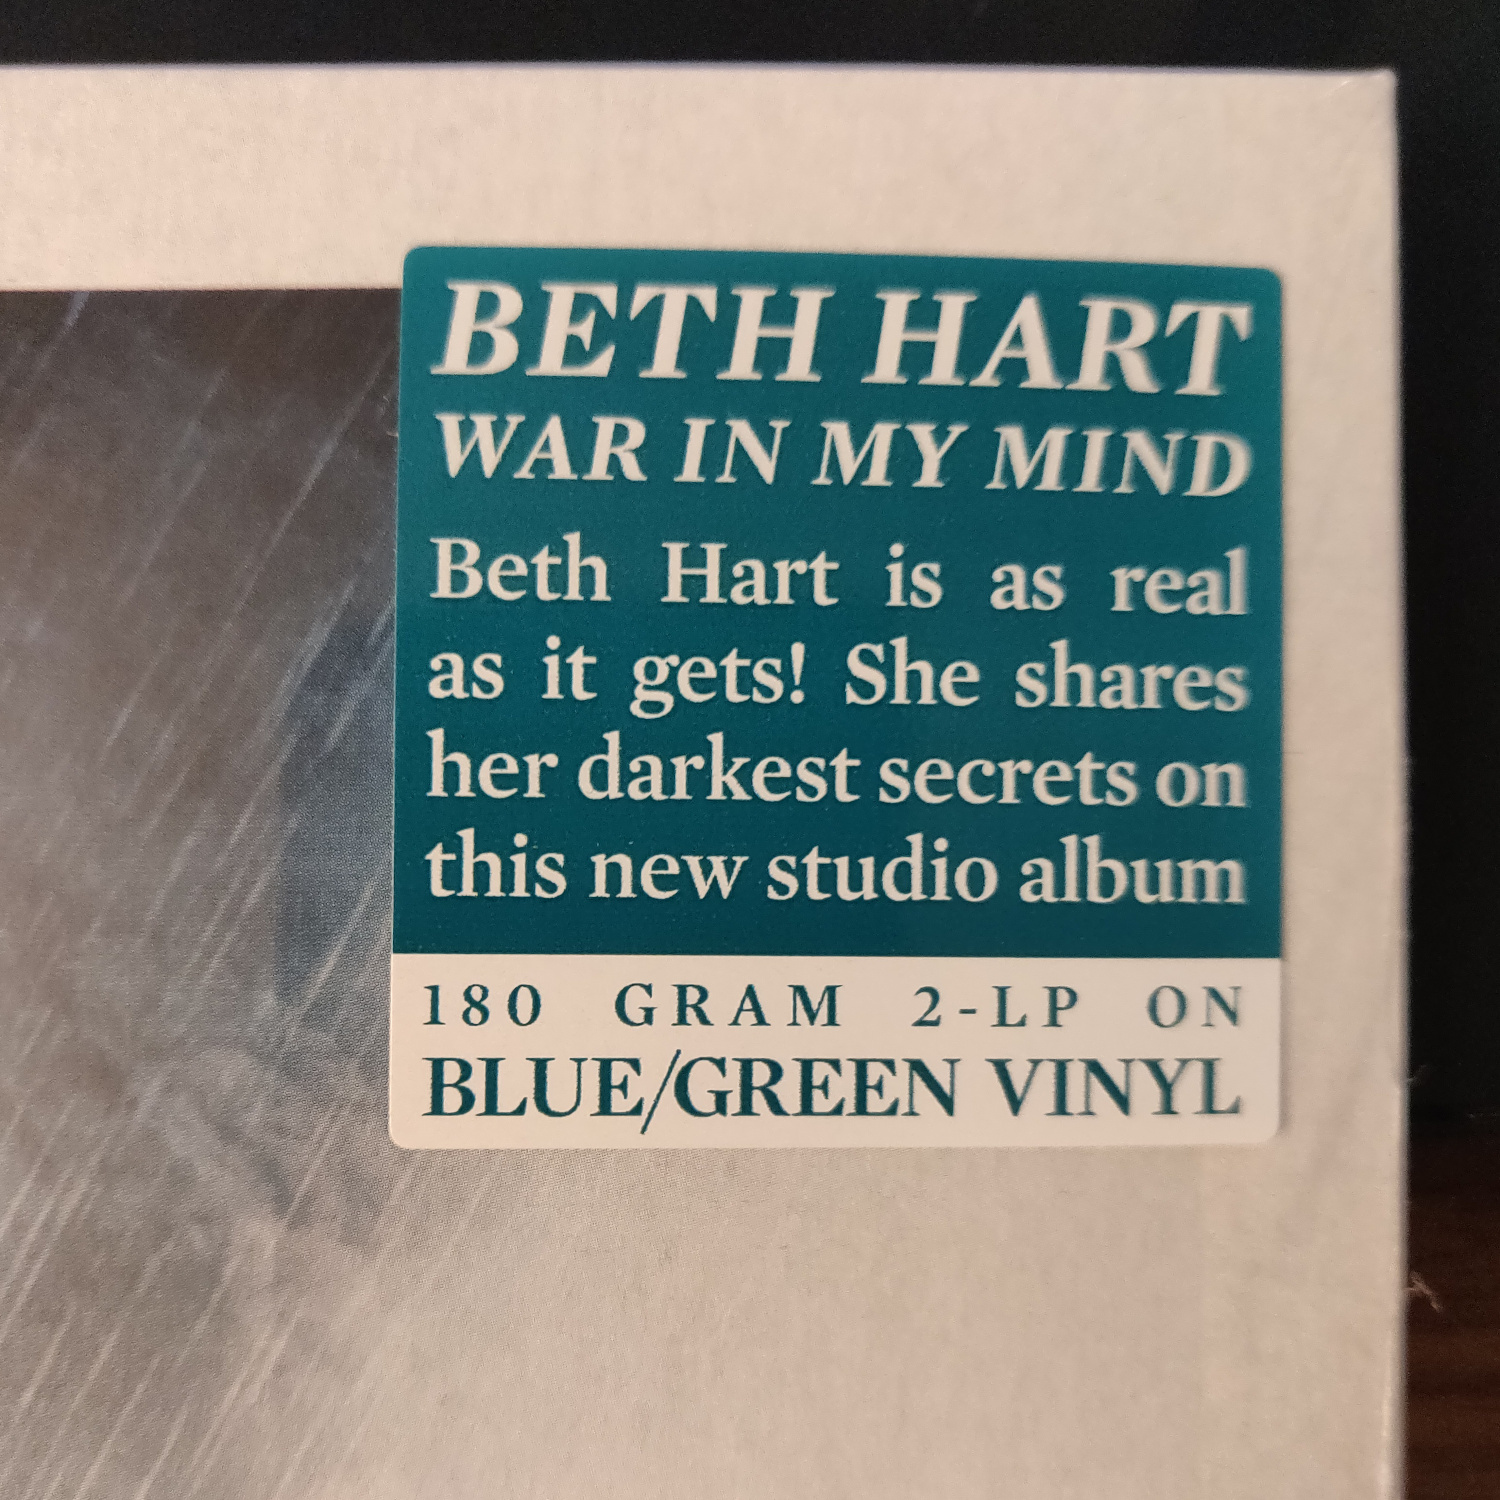 BETH HART
WAR IN MY MIND
Beth Hart is as real
as it gets! She shares
her darkest secrets on
this new studio album
180 GRAM 2-LP ON
BLUE/GREEN VINYL